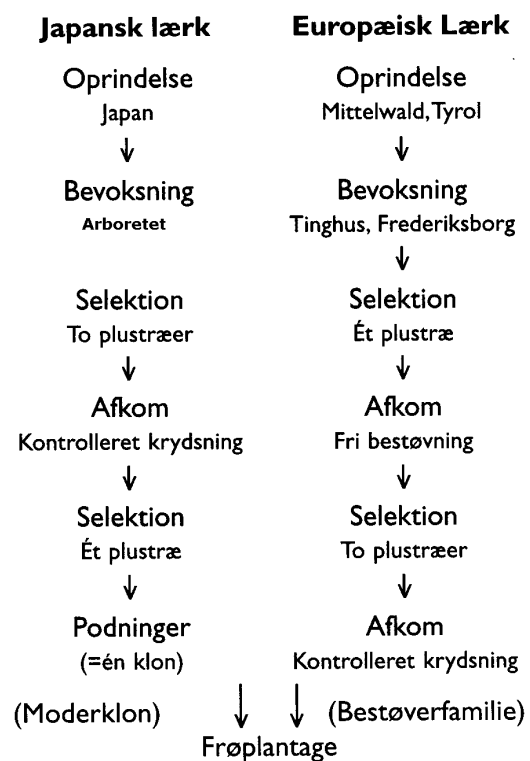 Japansk lærk
Oprindelse
Japan
Bevoksning
Arboretet
Selektion
To plustræer
Afkom
Kontrolleret krydsning
Selektion
Ét plustræ
Podninger
(=én klon)
(Moderklon)
Europæisk Lærk
Oprindelse
Mittelwald, Tyrol
Bevoksning
Tinghus, Frederiksborg
Selektion
Ét plustræ
Afkom
Fri bestøvning
Selektion
To plustræer
Afkom
Kontrolleret krydsning
(Bestøverfamilie)
Frøplantage